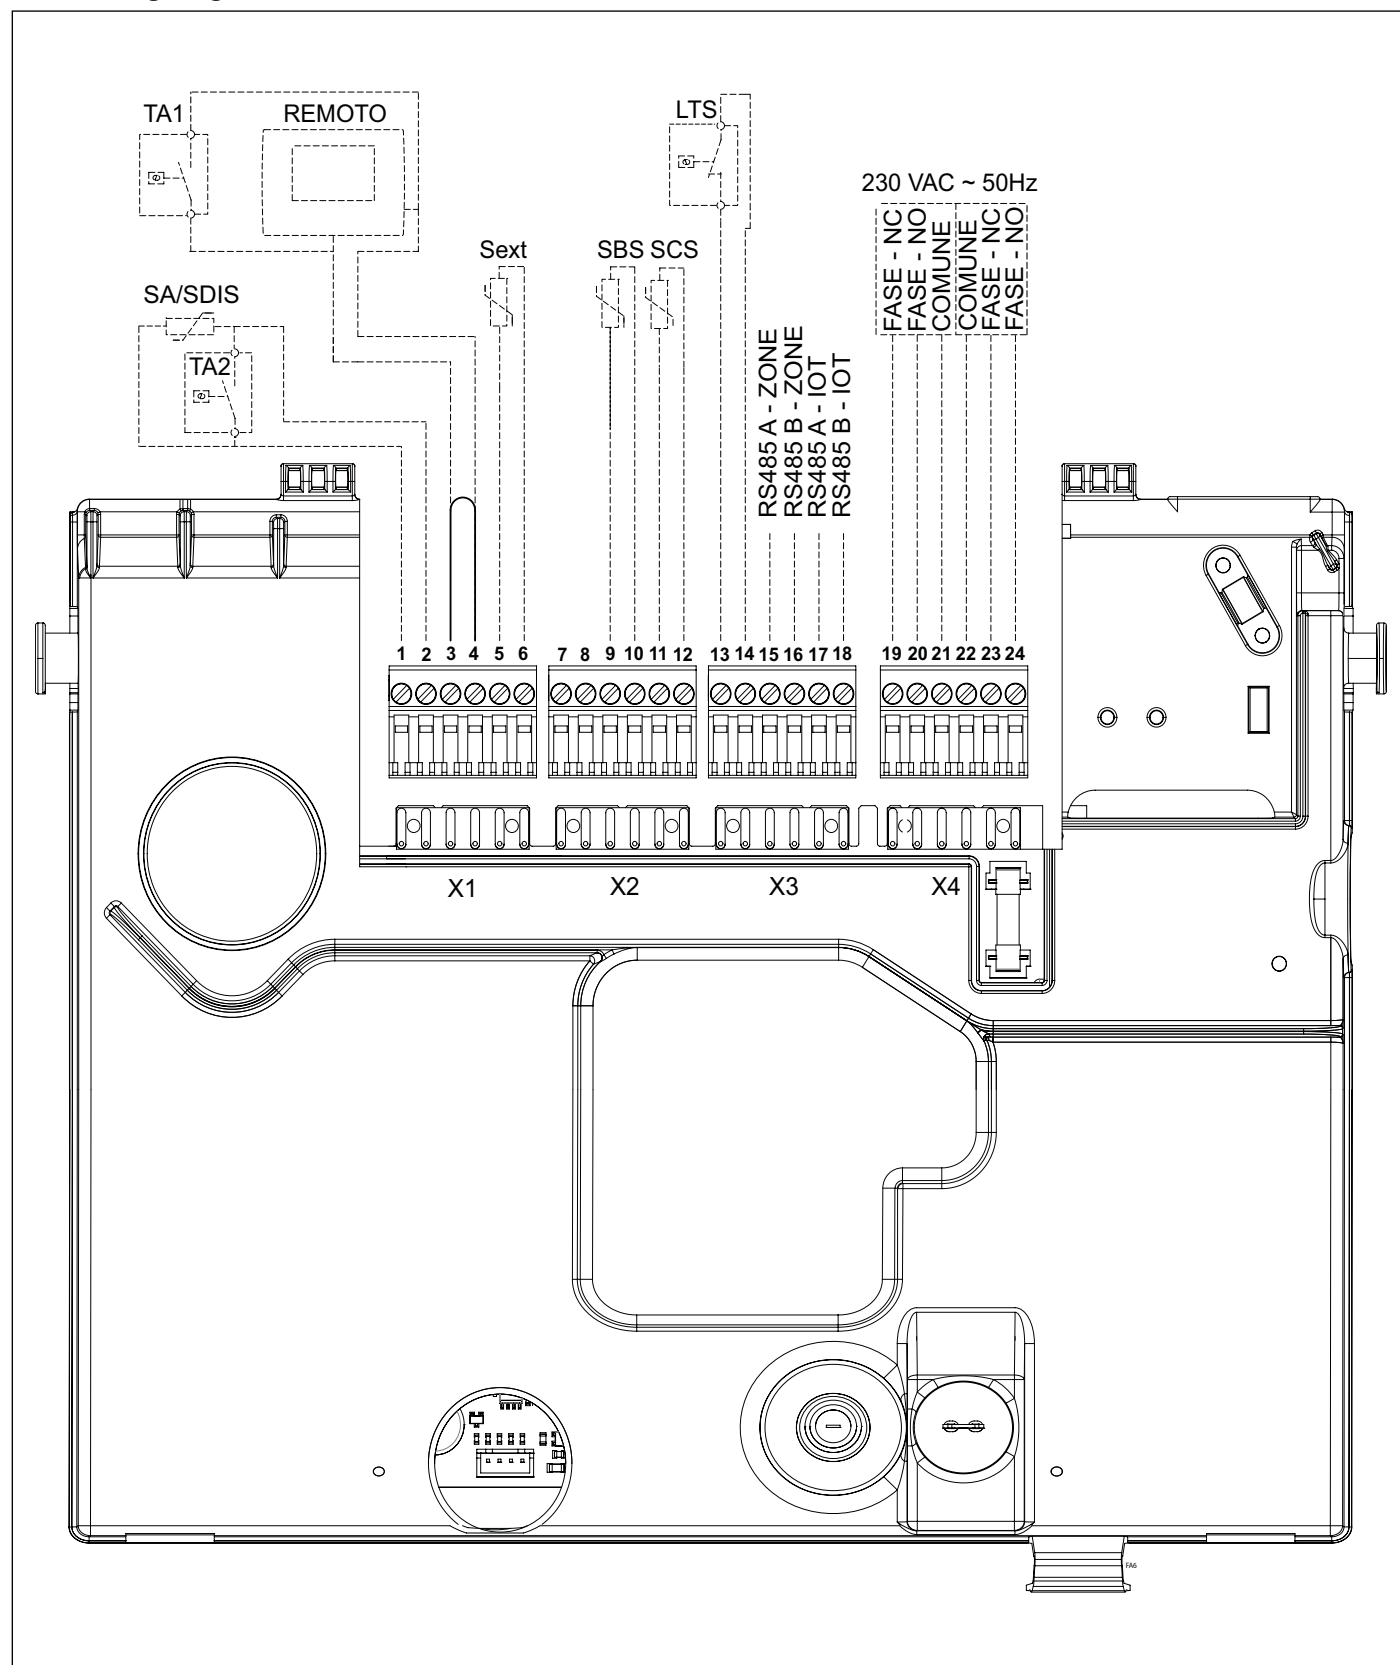 TA1 REMOTO LTS
230 VAC ~ 50Hz
FASE - NC
FASE - NO
COMUNE
COMUNE
FASE - NC
FASE - NO
Sext SBS SCS
SA/SDIS
TA2
RS485 A - ZONE
RS485 B - ZONE
RS485 A - IOT
RS485 B - IOT
1 2 3 4 5 6 7 8 9 10 11 12 13 14 15 16 17 18 19 20 21 22 23 24
X1 X2 X3 X4
FA6